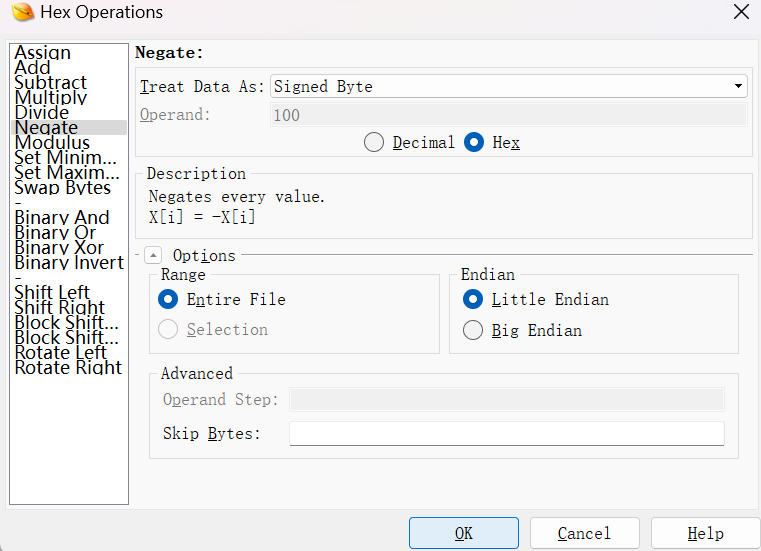 Hex Operations
Assign
Add
Subtract
Multiply
Divide
Negate
Modulus
Set Minim...
Set Maxim...
Swap Bytes
-
Binary And
Binary Or
Binary Xor
Binary Invert
-
Shift Left
Shift Right
Block Shift...
Block Shift...
Rotate Left
Rotate Right
Negate:
Treat Data As: Signed Byte
Operand: 100
Decimal Hex
Description
Negates every value.
X[i] = -X[i]
Options
Range
Entire File
Selection
Endian
Little Endian
Big Endian
Advanced
Operand Step:
Skip Bytes:
OK Cancel Help